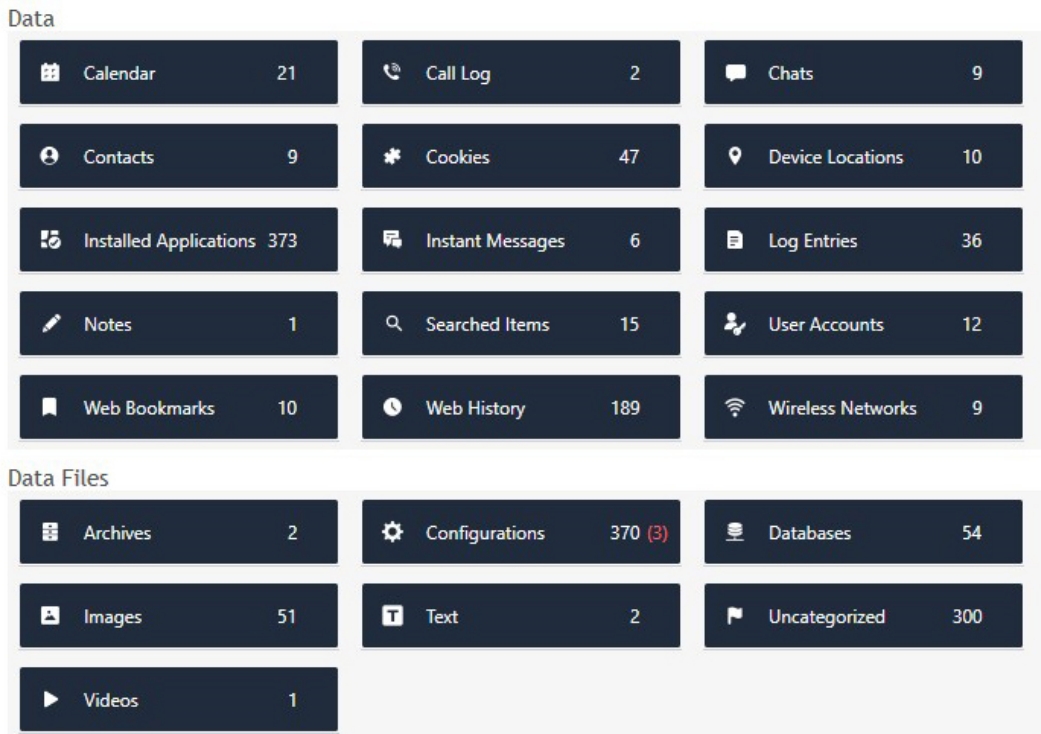 Data
Calendar 21 Call Log 2 Chats 9
Contacts 9 Cookies 47 Device Locations 10
Installed Applications 373 Instant Messages 6 Log Entries 36
Notes 1 Searched Items 15 User Accounts 12
Web Bookmarks 10 Web History 189 Wireless Networks 9
Data Files
Archives 2 Configurations 370 (3) Databases 54
Images 51 T Text 2 Uncategorized 300
Videos 1